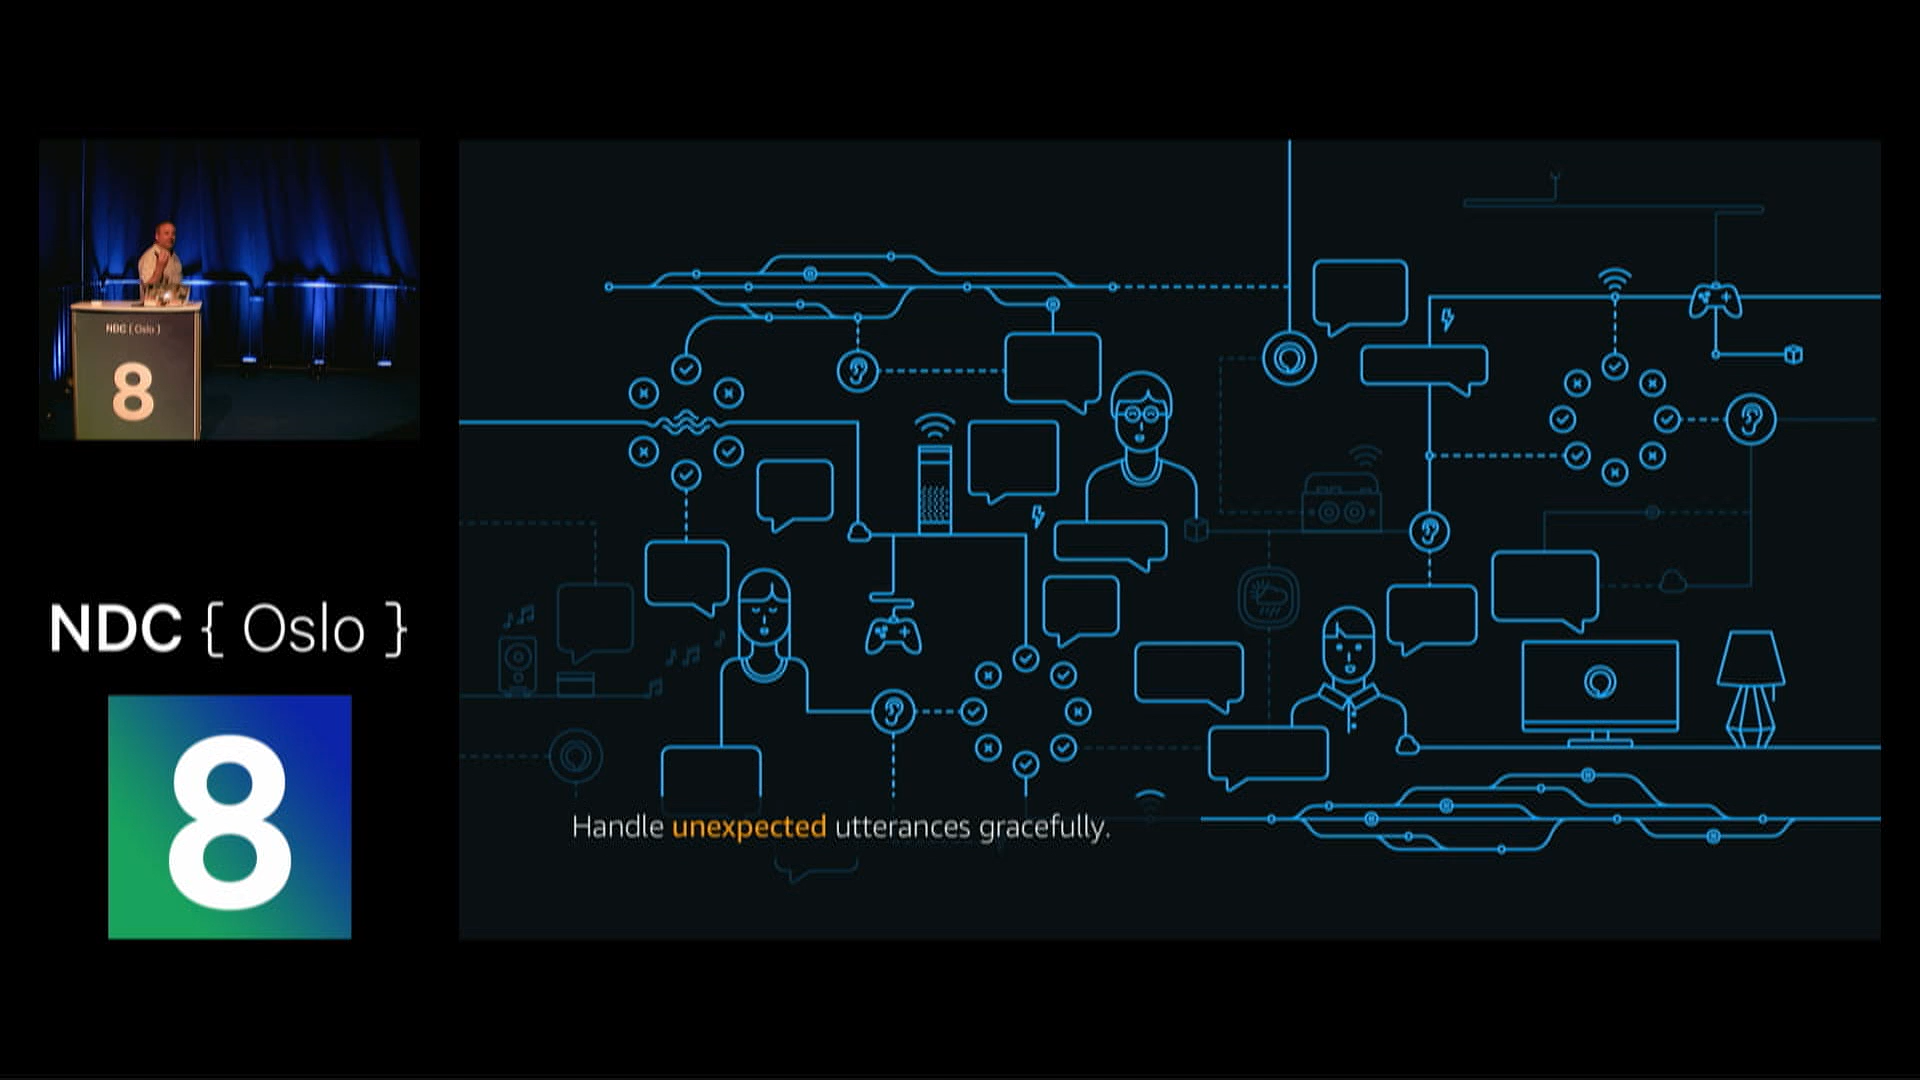 NDC { Oslo }
8
NDC { Oslo }
8
Handle unexpected utterances gracefully.